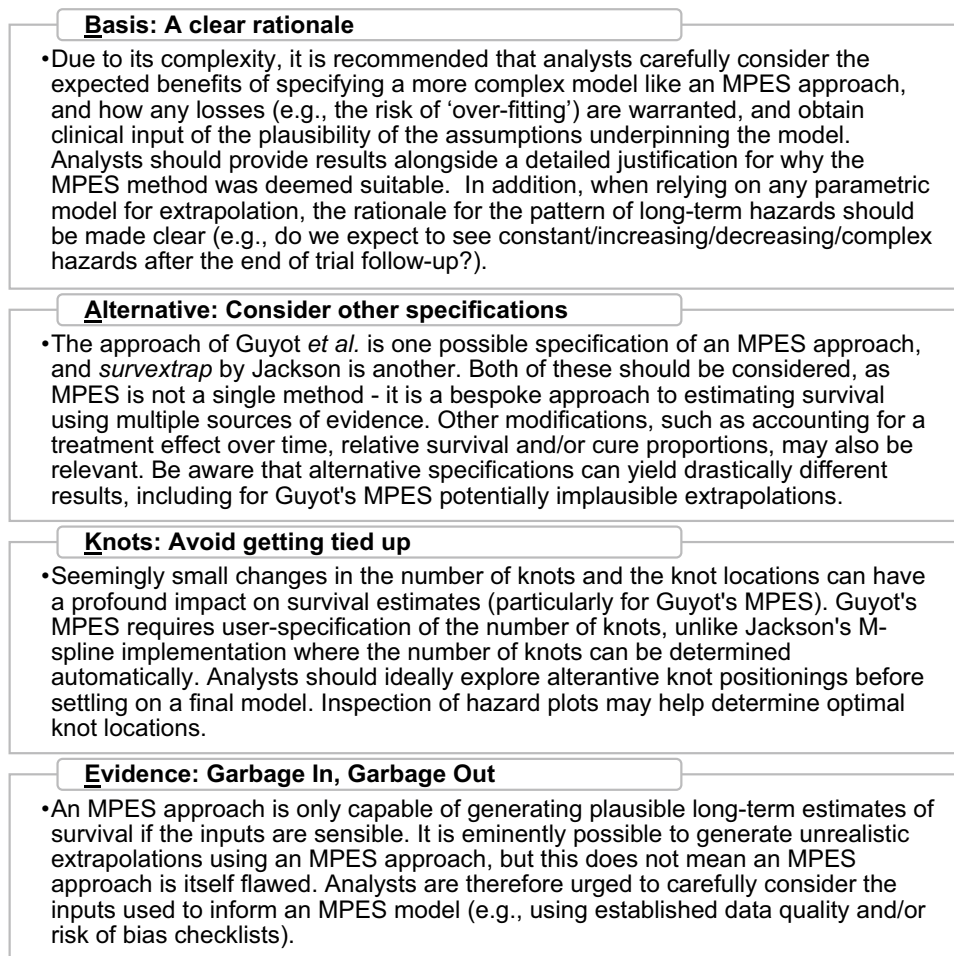 Basis: A clear rationale
•Due to its complexity, it is recommended that analysts carefully consider the
expected benefits of specifying a more complex model like an MPES approach,
and how any losses (e.g., the risk of 'over-fitting') are warranted, and obtain
clinical input of the plausibility of the assumptions underpinning the model.
Analysts should provide results alongside a detailed justification for why the
MPES method was deemed suitable.  In addition, when relying on any parametric
model for extrapolation, the rationale for the pattern of long-term hazards should
be made clear (e.g., do we expect to see constant/increasing/decreasing/complex
hazards after the end of trial follow-up?).
Alternative: Consider other specifications
•The approach of Guyot et al. is one possible specification of an MPES approach,
and survextrap by Jackson is another. Both of these should be considered, as
MPES is not a single method - it is a bespoke approach to estimating survival
using multiple sources of evidence. Other modifications, such as accounting for a
treatment effect over time, relative survival and/or cure proportions, may also be
relevant. Be aware that alternative specifications can yield drastically different
results, including for Guyot's MPES potentially implausible extrapolations.
Knots: Avoid getting tied up
•Seemingly small changes in the number of knots and the knot locations can have
a profound impact on survival estimates (particularly for Guyot's MPES). Guyot's
MPES requires user-specification of the number of knots, unlike Jackson's M-
spline implementation where the number of knots can be determined
automatically. Analysts should ideally explore alterantive knot positionings before
settling on a final model. Inspection of hazard plots may help determine optimal
knot locations.
Evidence: Garbage In, Garbage Out
•An MPES approach is only capable of generating plausible long-term estimates of
survival if the inputs are sensible. It is eminently possible to generate unrealistic
extrapolations using an MPES approach, but this does not mean an MPES
approach is itself flawed. Analysts are therefore urged to carefully consider the
inputs used to inform an MPES model (e.g., using established data quality and/or
risk of bias checklists).